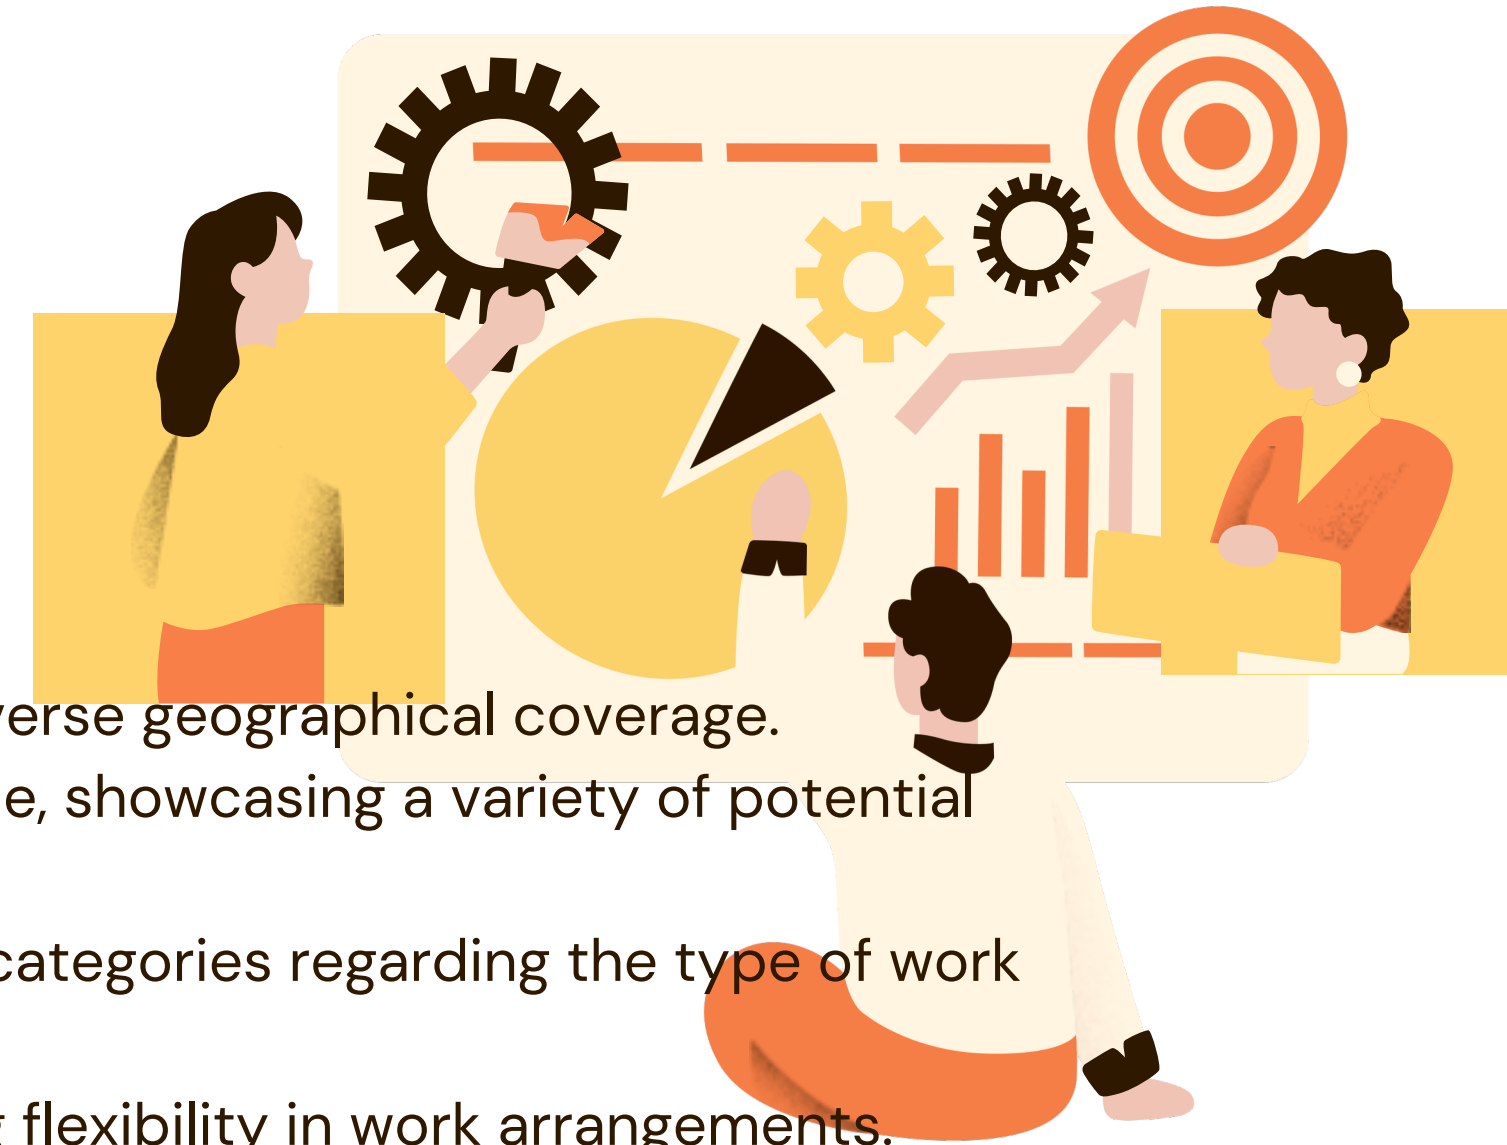 geographical coverage.
e, showcasing a variety of potential
categories regarding the type of work
flexibility in work arrangements.